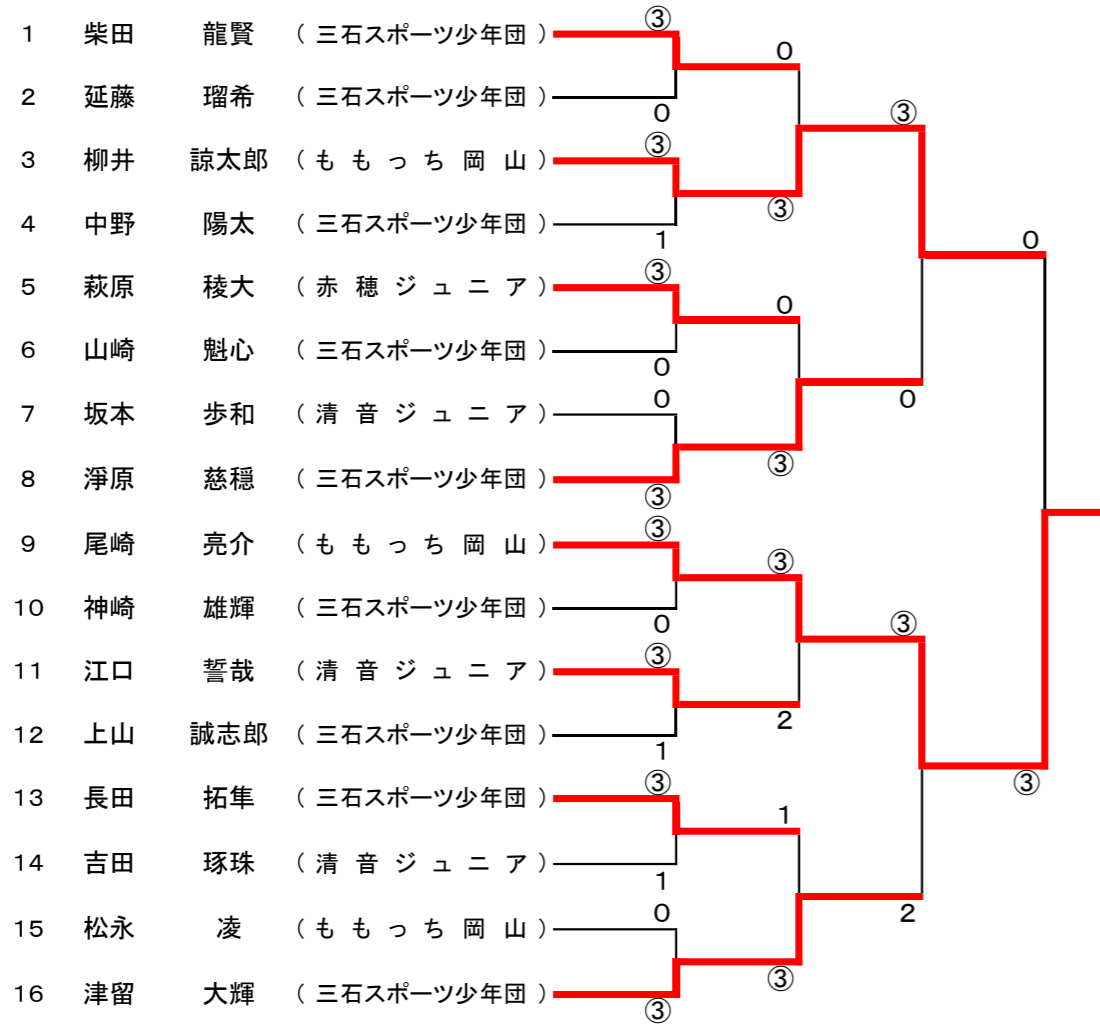 ③
1 柴田 龍賢 ( 三石スポーツ少年団 )
0
2 延藤 瑠希 ( 三石スポーツ少年団 )
0
③
③
3 柳井 諒太郎 ( ももっち岡山 )
③
4 中野 陽太 ( 三石スポーツ少年団 )
1
0
③
5 萩原 稜大 ( 赤穂ジュニア )
0
6 山崎 魁心 ( 三石スポーツ少年団 )
0
0
0
7 坂本 歩和 ( 清音ジュニア )
③
8 淨原 慈穏 ( 三石スポーツ少年団 )
③
③
9 尾崎 亮介 ( ももっち岡山 )
③
10 神崎 雄輝 ( 三石スポーツ少年団 )
0
③
③
11 江口 誓哉 ( 清音ジュニア )
2
12 上山 誠志郎 ( 三石スポーツ少年団 )
1
③
③
13 長田 拓隼 ( 三石スポーツ少年団 )
1
14 吉田 琢珠 ( 清音ジュニア )
1
0
2
15 松永 凌 ( ももっち岡山 )
③
16 津留 大輝 ( 三石スポーツ少年団 )
③